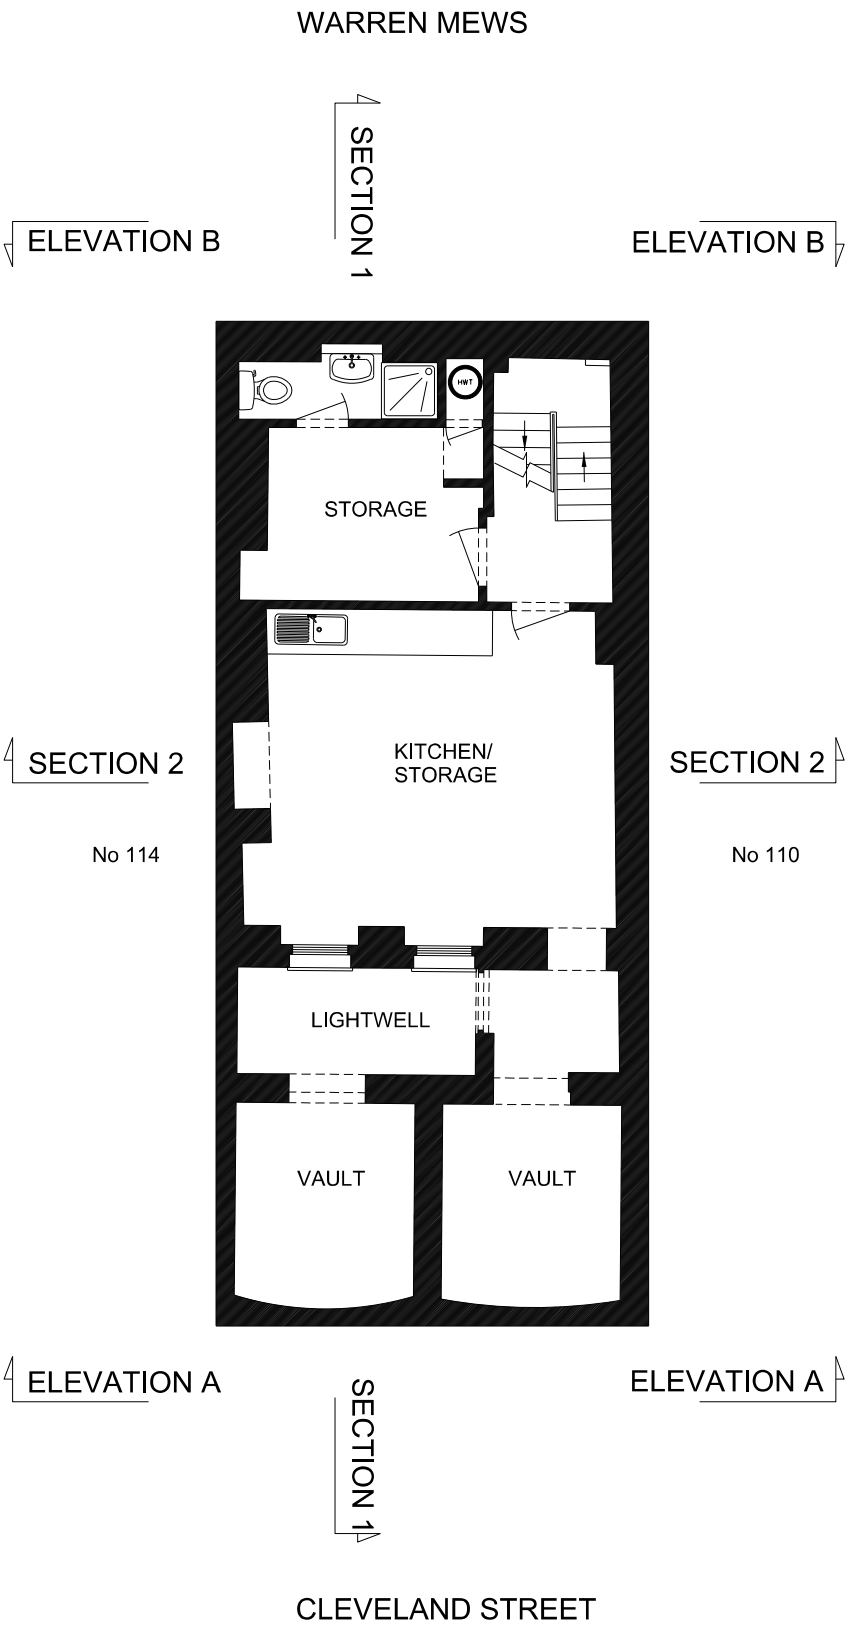 WARREN MEWS
SECTION 1
ELEVATION B
ELEVATION B
HWT
STORAGE
KITCHEN/
STORAGE
SECTION 2
SECTION 2
No 114
No 110
LIGHTWELL
VAULT
VAULT
ELEVATION A
ELEVATION A
SECTION 1
CLEVELAND STREET